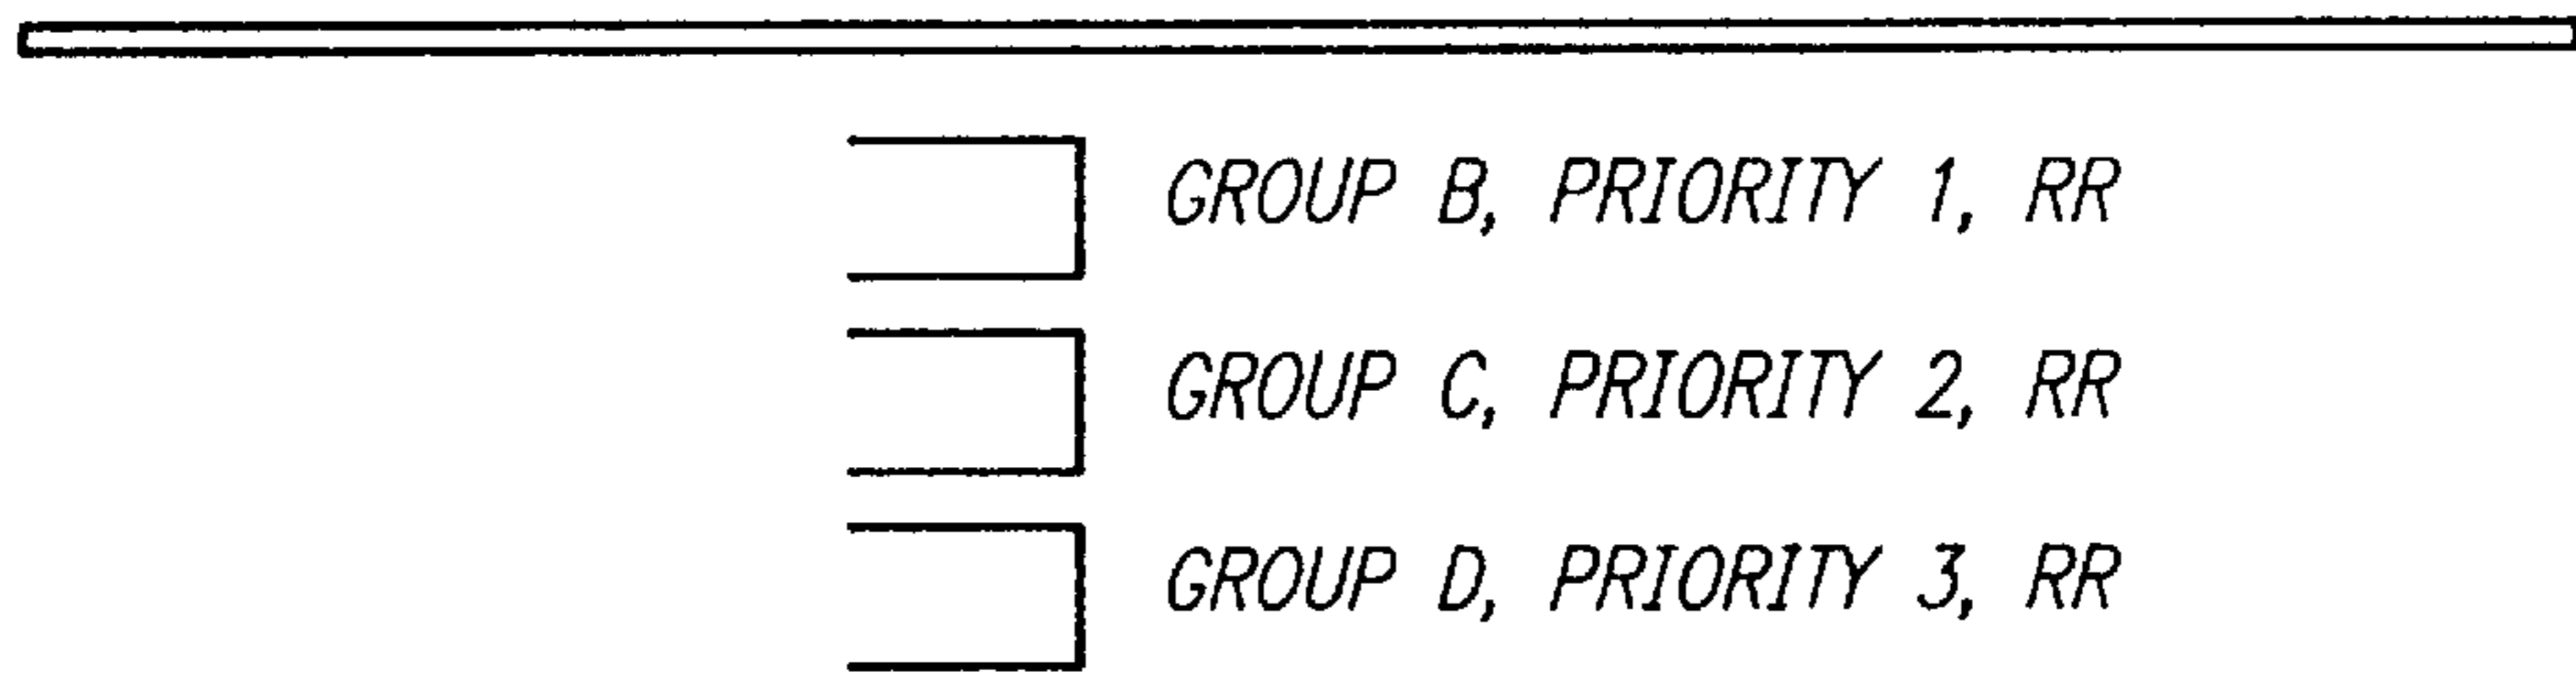 GROUP B, PRIORITY 1, RR
GROUP C, PRIORITY 2, RR
GROUP D, PRIORITY 3, RR